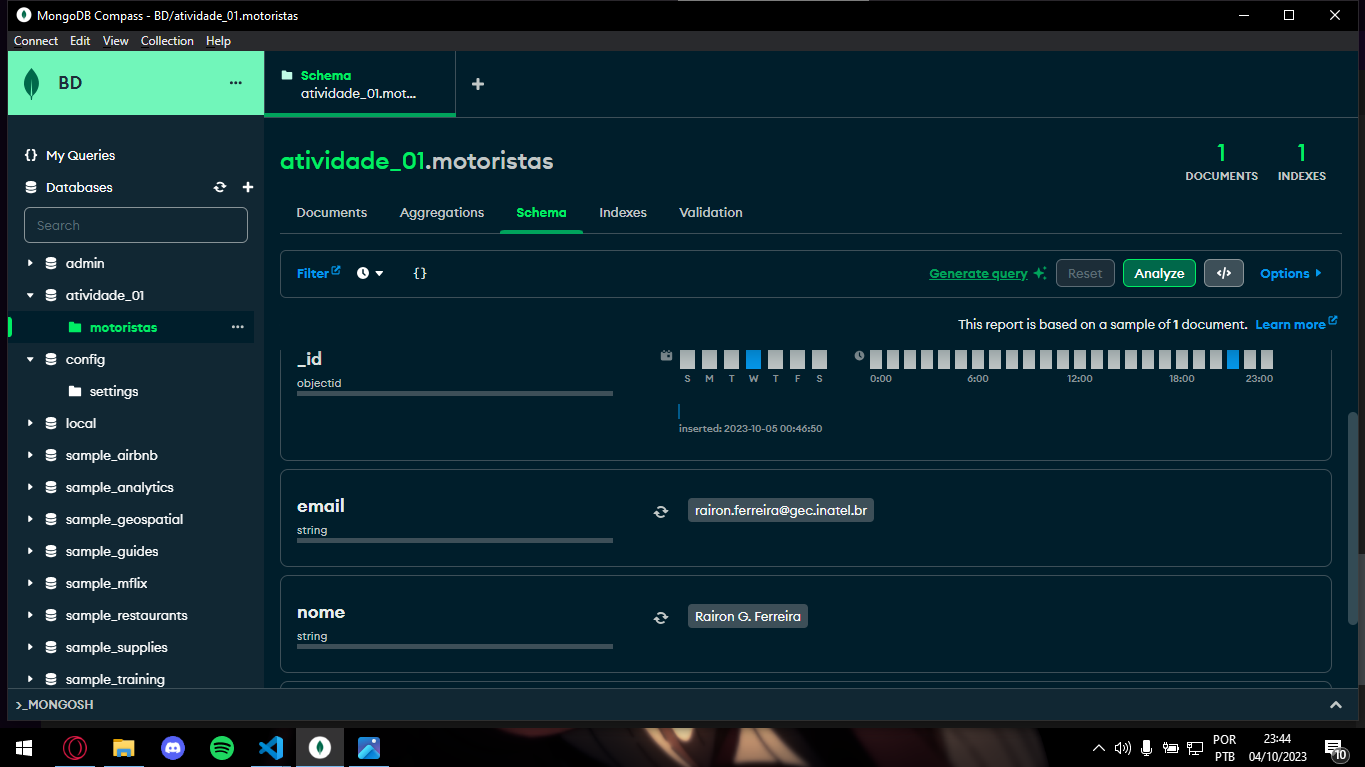 MongoDB Compass - BD/atividade_01.motoristas
Connect Edit View Collection Help
BD
Schema
atividade_01.mot...
My Queries
Databases
Search
admin
atividade_01
motoristas
config
settings
local
sample_airbnb
sample_analytics
sample_geospatial
sample_guides
sample_mflix
sample_restaurants
sample_supplies
sample_training
atividade_01.motoristas
1 DOCUMENTS
1 INDEXES
Documents Aggregations Schema Indexes Validation
Filter {} Generate query Reset Analyze </> Options
This report is based on a sample of 1 document. Learn more
_id
objectid
S M T W T F S
0:00 6:00 12:00 18:00 23:00
inserted: 2023-10-05 00:46:50
email
string
rairon.ferreira@gec.inatel.br
nome
string
Rairon G. Ferreira
>_MONGOSH
POR
PTB
23:44
04/10/2023
10